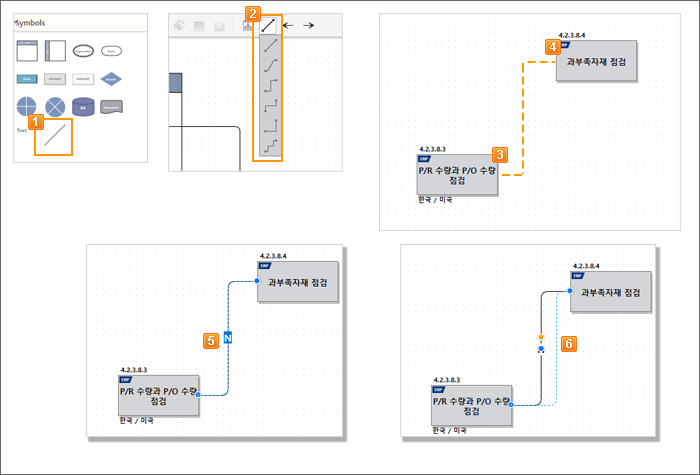 Symbols
Text
1
2
4.2.3.8.4
ERP
4
과부족자재 점검
3
4.2.3.8.3
ERP
P/R 수량과 P/O 수량
점검
한국 / 미국
4.2.3.8.4
ERP
과부족자재 점검
5
N
4.2.3.8.3
ERP
P/R 수량과 P/O 수량
점검
한국 / 미국
4.2.3.8.4
ERP
과부족자재 점검
6
4.2.3.8.3
ERP
P/R 수량과 P/O 수량
점검
한국 / 미국